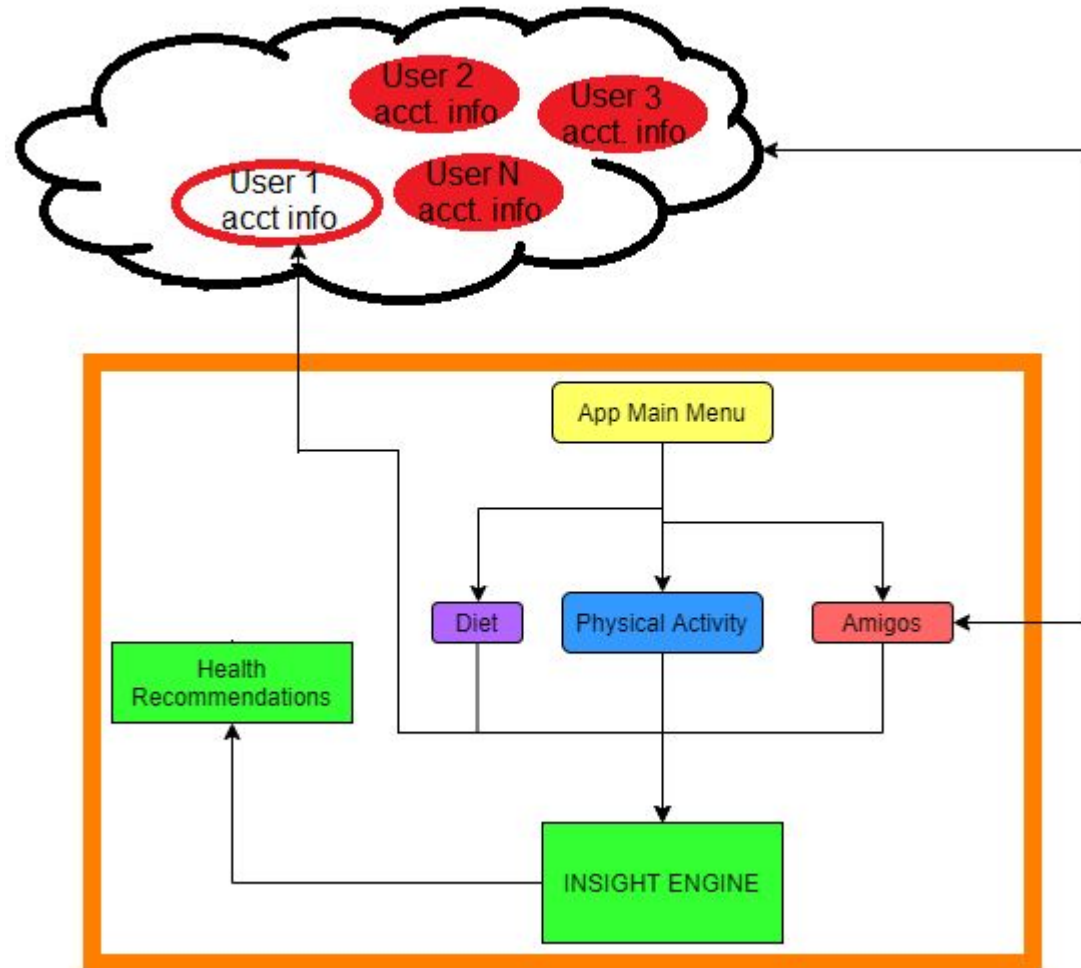 User 2
acct. info
User 3
acct. info
User 1
acct info
User N
acct. info
App Main Menu
Diet
Physical Activity
Amigos
Health
Recommendations
INSIGHT ENGINE